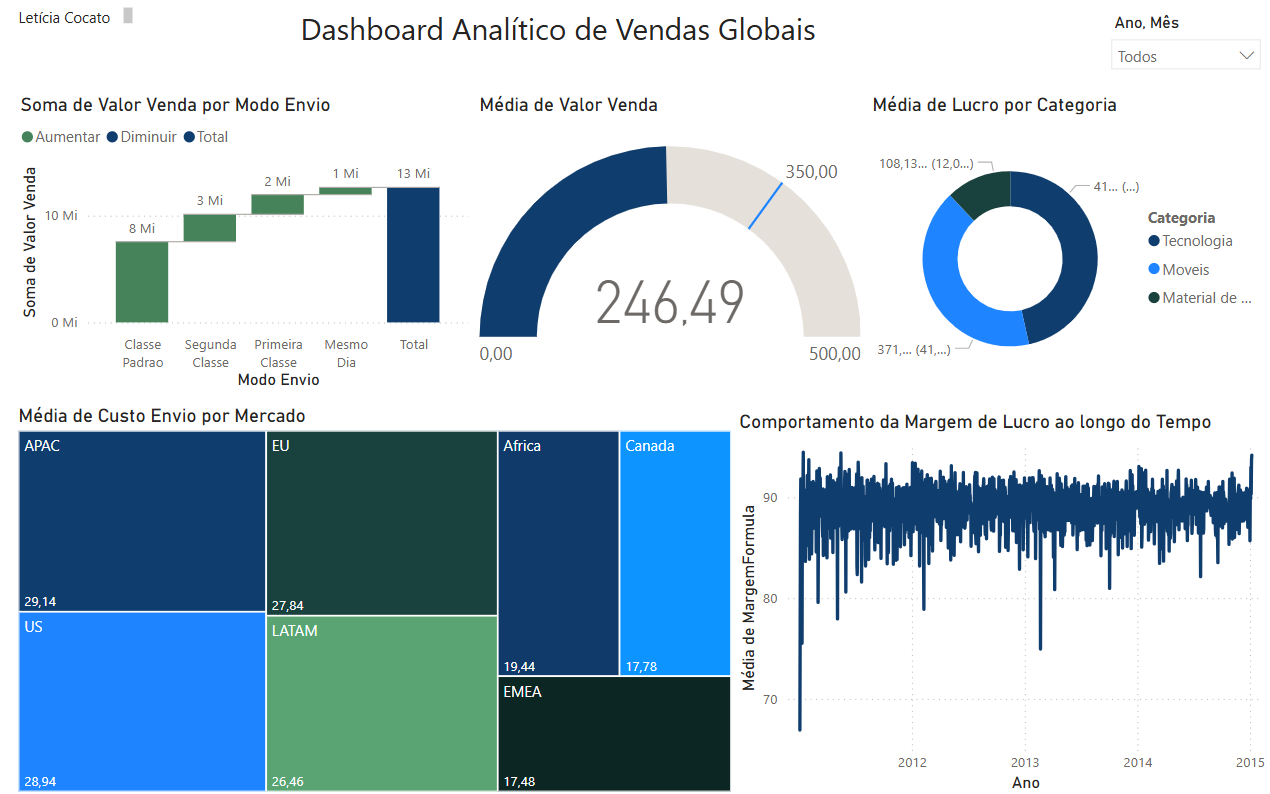 Letícia Cocato
Dashboard Analítico de Vendas Globais
Ano, Mês
Todos
Soma de Valor Venda por Modo Envio
Aumentar Diminuir Total
Soma de Valor Venda
10 Mi
0 Mi
8 Mi
3 Mi
2 Mi
1 Mi
13 Mi
Classe
Padrao
Segunda
Classe
Primeira
Classe
Mesmo
Dia
Total
Modo Envio
Média de Valor Venda
350,00
246,49
0,00
500,00
Média de Lucro por Categoria
108,13... (12,0...)
41... (...)
371,... (41,...)
Categoria
Tecnologia
Moveis
Material de ...
Média de Custo Envio por Mercado
APAC
29,14
US
28,94
EU
27,84
LATAM
26,46
Africa
19,44
Canada
17,78
EMEA
17,48
Comportamento da Margem de Lucro ao longo do Tempo
Média de MargemFormula
90
80
70
2012
2013
2014
2015
Ano